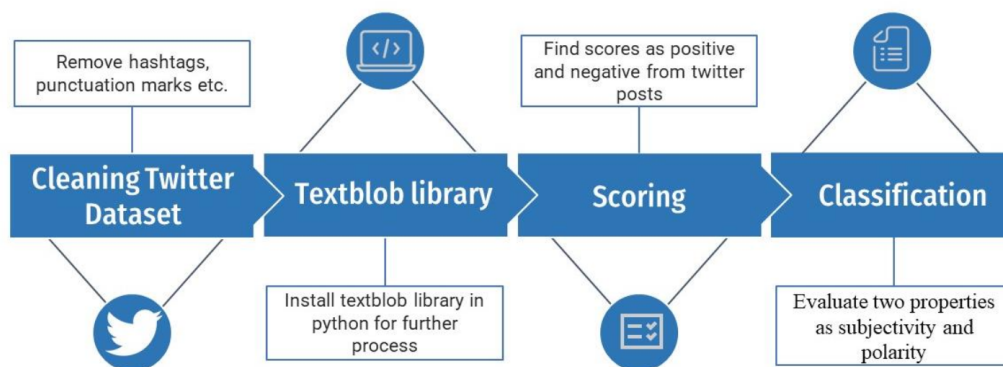 Remove hashtags,
punctuation marks etc.
</>
Find scores as positive
and negative from twitter
posts
Cleaning Twitter
Dataset
Textblob library
Scoring
Classification
Install textblob library in
python for further
process
Evaluate two properties
as subjectivity and
polarity